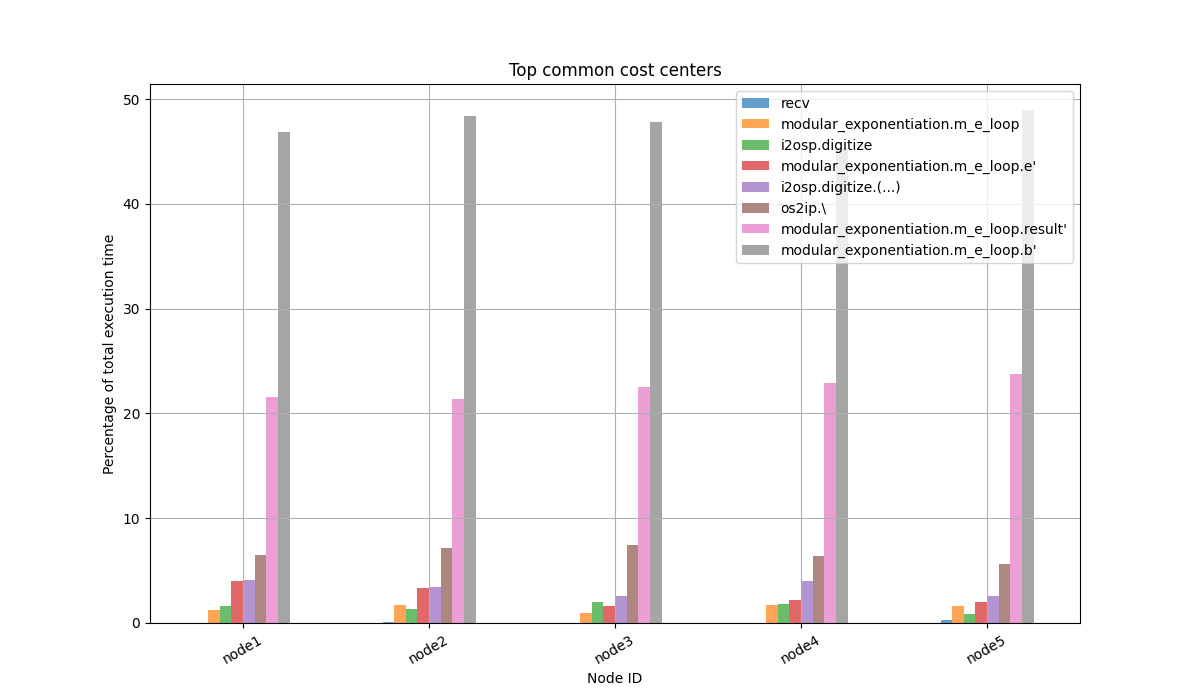 Top common cost centers
50
40
30
20
10
0
Percentage of total execution time
recv
modular_exponentiation.m_e_loop
i2osp.digitize
modular_exponentiation.m_e_loop.e'
i2osp.digitize.(...)
os2ip.\
modular_exponentiation.m_e_loop.result'
modular_exponentiation.m_e_loop.b'
node1
node2
node3
node4
node5
Node ID